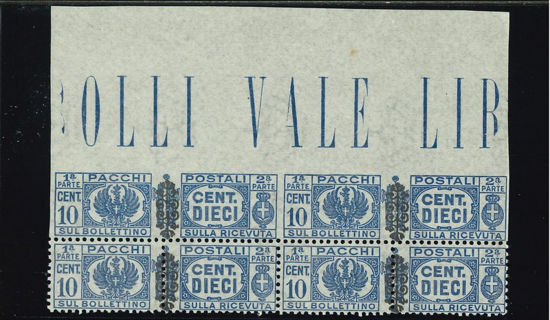 OLLI VALE LIR
1ª PARTE PACCHI POSTALI 2ª PARTE 1ª PARTE PACCHI POSTALI 2ª PARTE
CENT. 10 CENT. DIECI CENT. 10 CENT. DIECI
SUL BOLLETTINO SULLA RICEVUTA SUL BOLLETTINO SULLA RICEVUTA
1ª PARTE PACCHI POSTALI 2ª PARTE 1ª PARTE PACCHI POSTALI 2ª PARTE
CENT. 10 CENT. DIECI CENT. 10 CENT. DIECI
SUL BOLLETTINO SULLA RICEVUTA SUL BOLLETTINO SULLA RICEVUTA